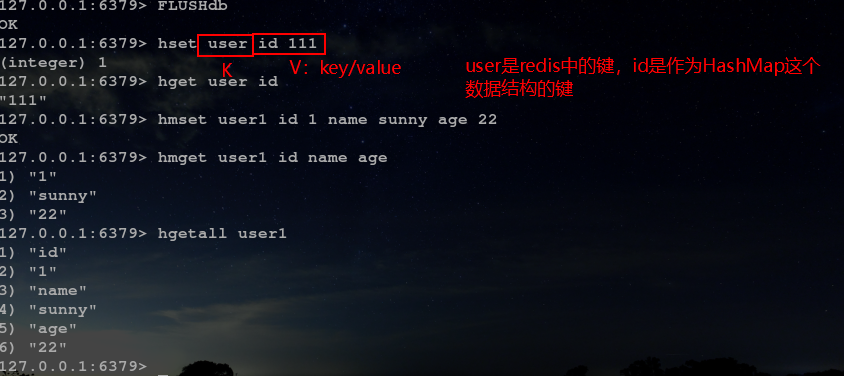 127.0.0.1:6379> FLUSHdb
OK
127.0.0.1:6379> hset user id 111
(integer) 1
K
V：key/value
user是redis中的键，id是作为HashMap这个
数据结构的键
127.0.0.1:6379> hget user id
"111"
127.0.0.1:6379> hmset user1 id 1 name sunny age 22
OK
127.0.0.1:6379> hmget user1 id name age
1) "1"
2) "sunny"
3) "22"
127.0.0.1:6379> hgetall user1
1) "id"
2) "1"
3) "name"
4) "sunny"
5) "age"
6) "22"
127.0.0.1:6379>